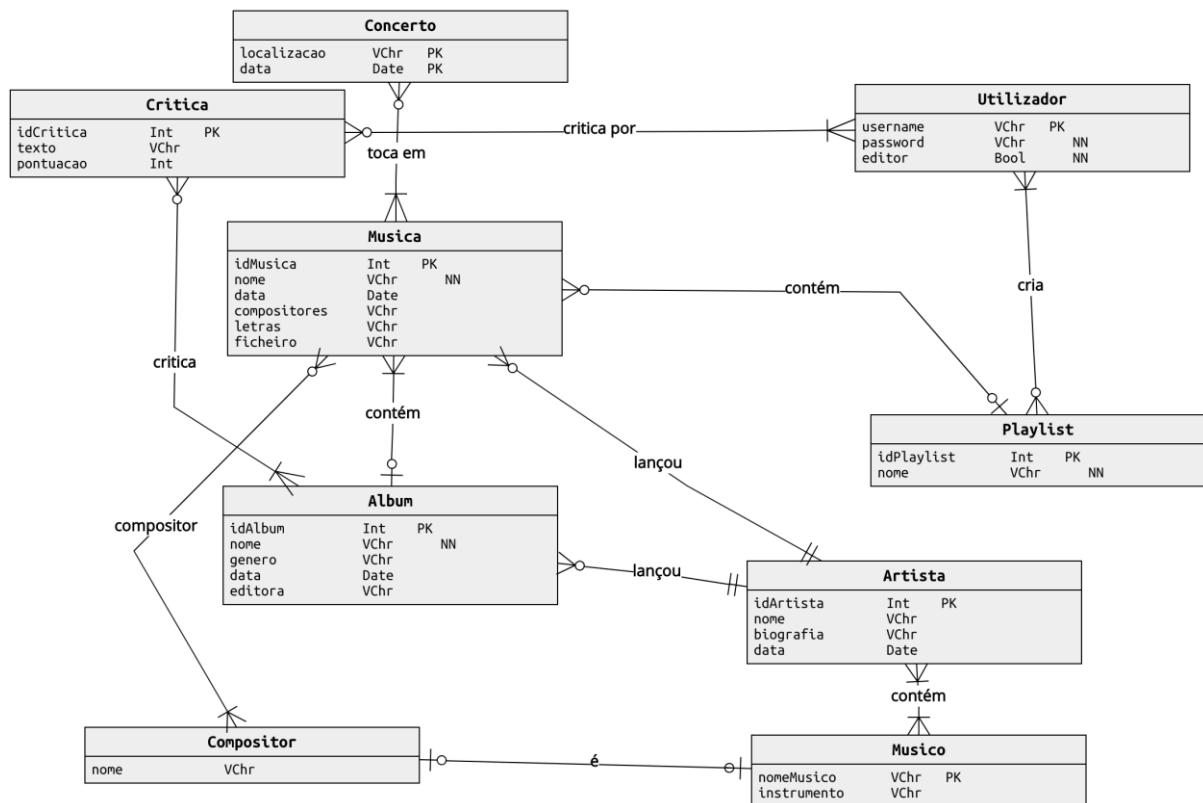 Concerto
localizacao VChr PK
data Date PK
Critica
idCritica Int PK
texto VChr
pontuacao Int
critica por
Utilizador
username VChr PK
password VChr NN
editor Bool NN
toca em
Musica
idMusica Int PK
nome VChr NN
data Date
compositores VChr
letras VChr
ficheiro VChr
contém
cria
critica
contém
Playlist
idPlaylist Int PK
nome VChr NN
lançou
Album
idAlbum Int PK
nome VChr NN
genero VChr
data Date
editora VChr
compositor
lançou
Artista
idArtista Int PK
nome VChr
biografia VChr
data Date
contém
Compositor
nome VChr
é
Musico
nomeMusico VChr PK
instrumento VChr